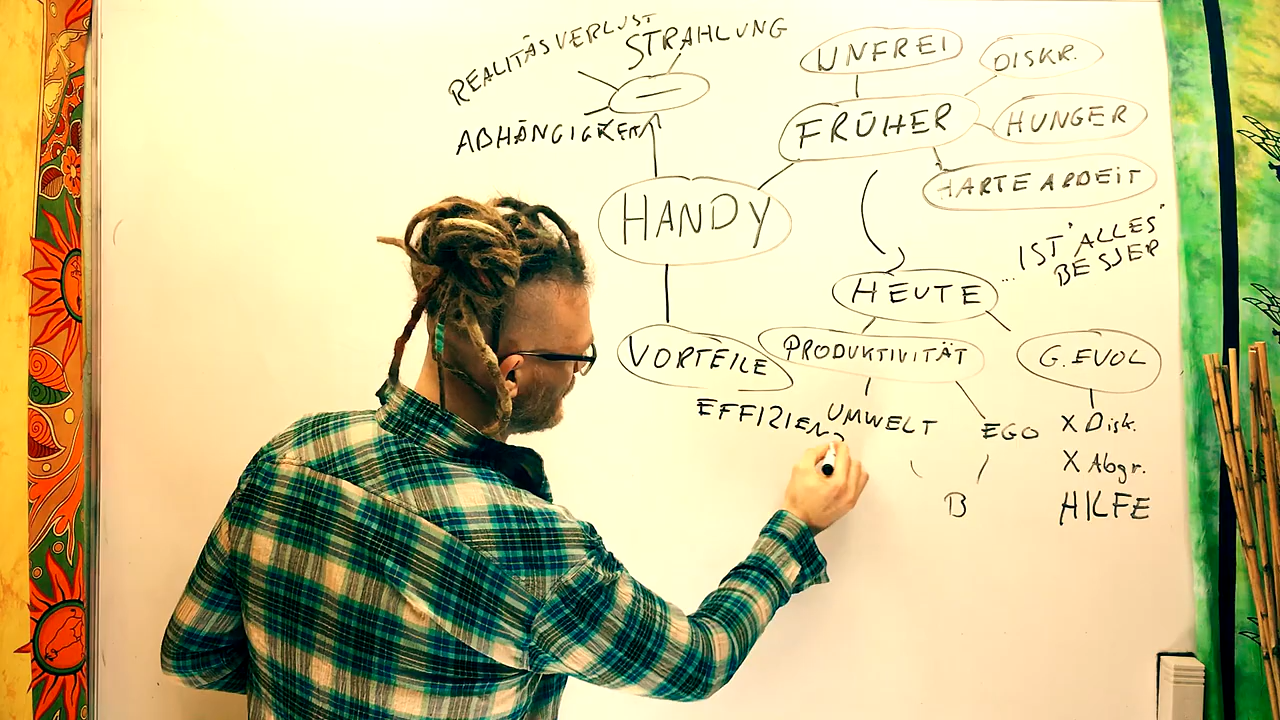 REALITÄSVERLUST
STRAHLUNG
—
ABHÄNGIGKEIT
UNFREI
DISKR.
FRÜHER
HUNGER
HARTE ARBEIT
HANDY
HEUTE
... IST "ALLES"
BESSER
VORTEILE
PRODUKTIVITÄT
G. EVOL
EFFIZIENZ
UMWELT
EGO
X Disk.
X Abgr.
HILFE
B